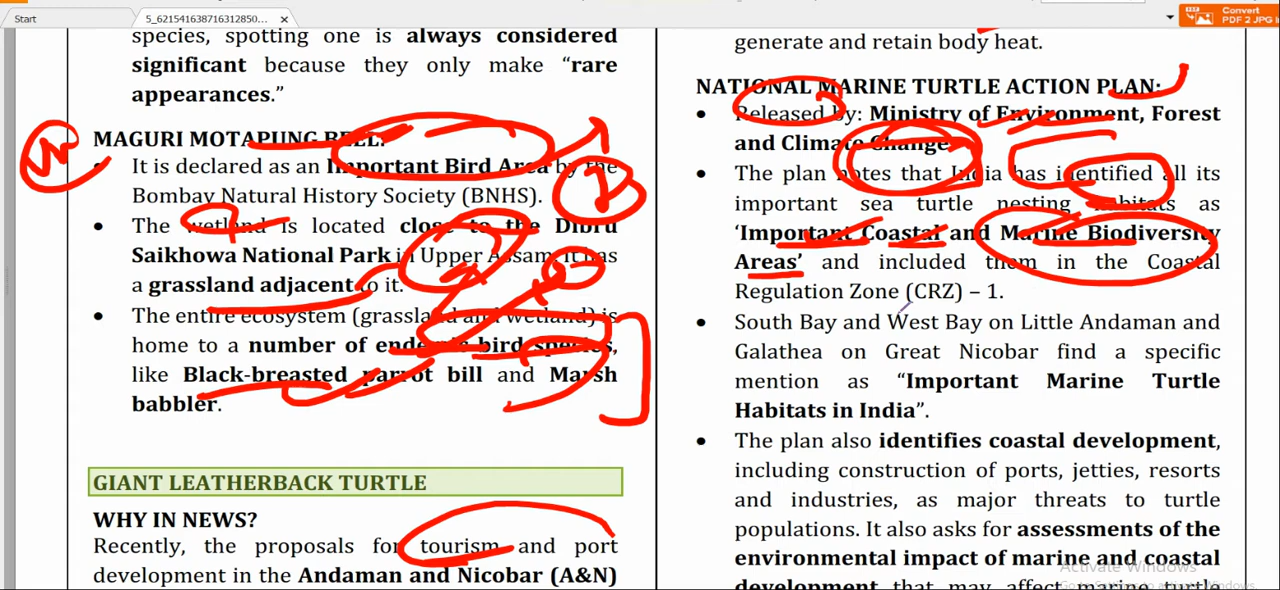 Start
5_621541638716312850...
Convert
PDF 2 JPG in
species, spotting one is always considered
significant because they only make “rare
appearances.”
MAGURI MOTAPUNG BEEL:
• It is declared as an Important Bird Area by the
Bombay Natural History Society (BNHS).
• The wetland is located close to the Dibru
Saikhowa National Park in Upper Assam. It has
a grassland adjacent to it.
• The entire ecosystem (grassland and wetland) is
home to a number of endemic bird species,
like Black-breasted parrot bill and Marsh
babbler.
GIANT LEATHERBACK TURTLE
WHY IN NEWS?
Recently, the proposals for tourism and port
development in the Andaman and Nicobar (A&N)
generate and retain body heat.
NATIONAL MARINE TURTLE ACTION PLAN:
• Released by: Ministry of Environment, Forest
and Climate Change
• The plan notes that India has identified all its
important sea turtle nesting habitats as
‘Important Coastal and Marine Biodiversity
Areas’ and included them in the Coastal
Regulation Zone (CRZ) – 1.
• South Bay and West Bay on Little Andaman and
Galathea on Great Nicobar find a specific
mention as “Important Marine Turtle
Habitats in India”.
• The plan also identifies coastal development,
including construction of ports, jetties, resorts
and industries, as major threats to turtle
populations. It also asks for assessments of the
environmental impact of marine and coastal
development that may affect marine turtle
Activate Windows